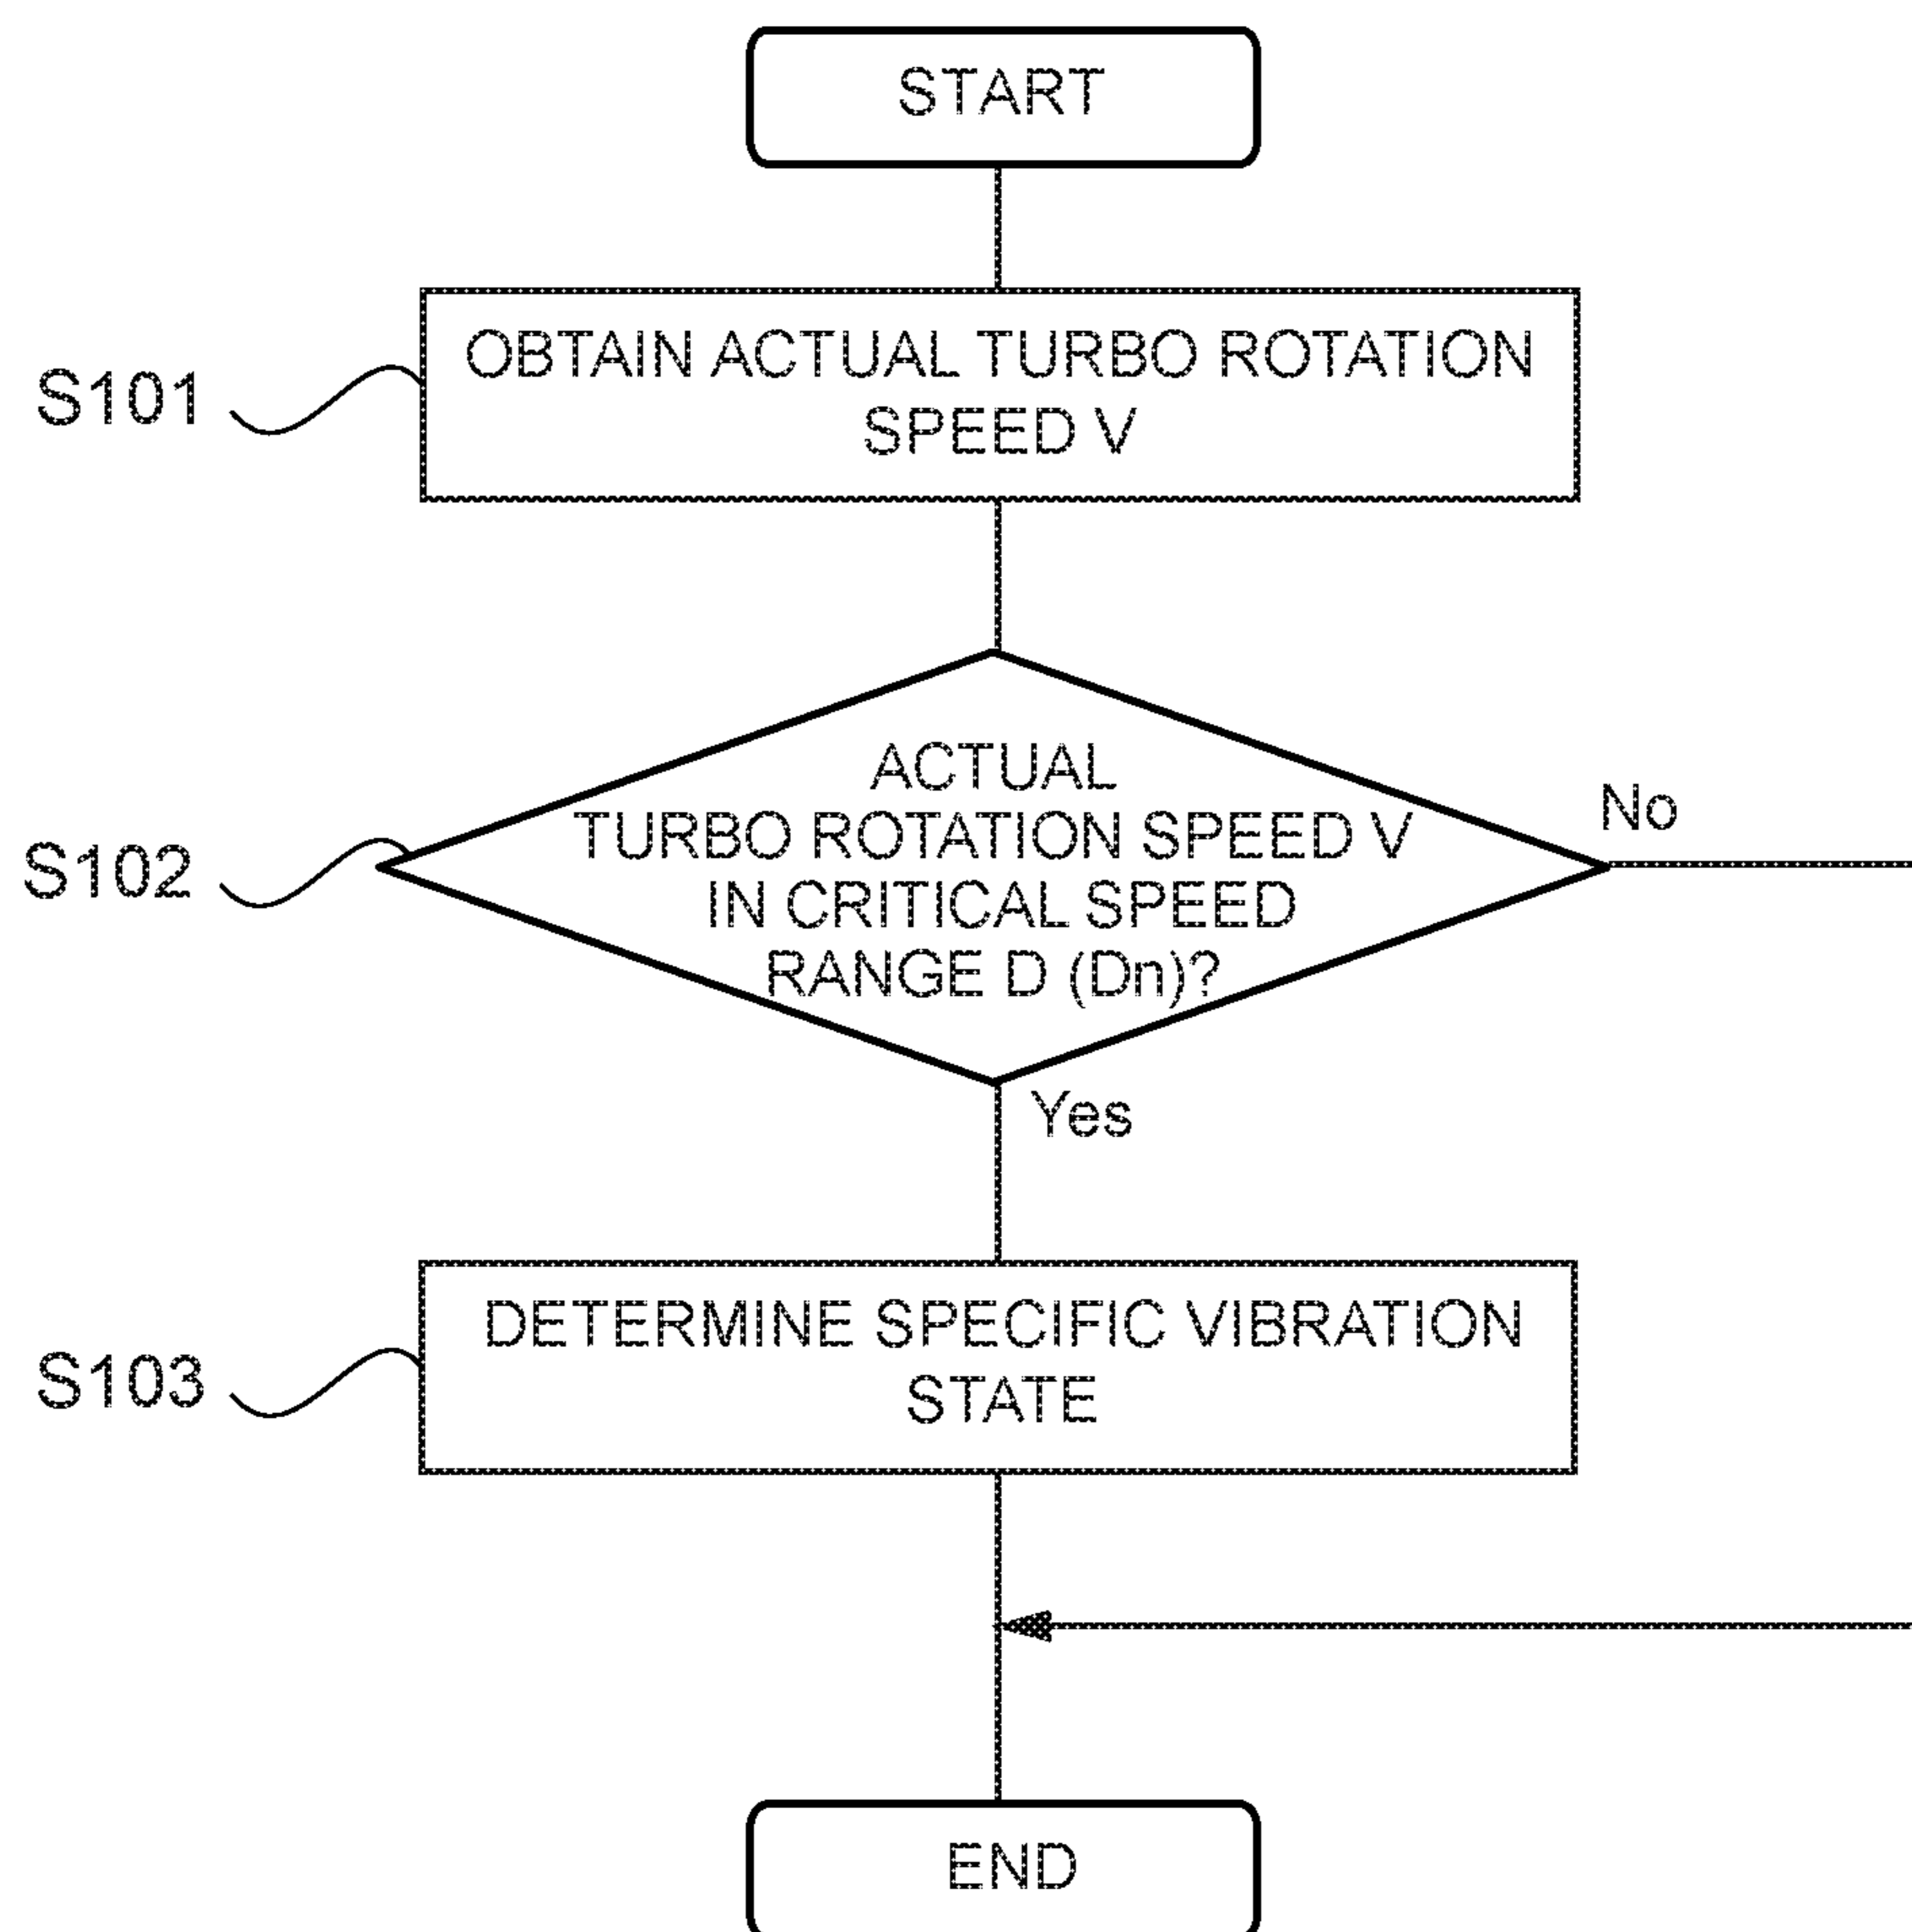 START
OBTAIN ACTUAL TURBO ROTATION
SPEED V
S101
ACTUAL
TURBO ROTATION SPEED V
IN CRITICAL SPEED
RANGE D (Dn)?
No
S102
Yes
DETERMINE SPECIFIC VIBRATION
STATE
S103
END